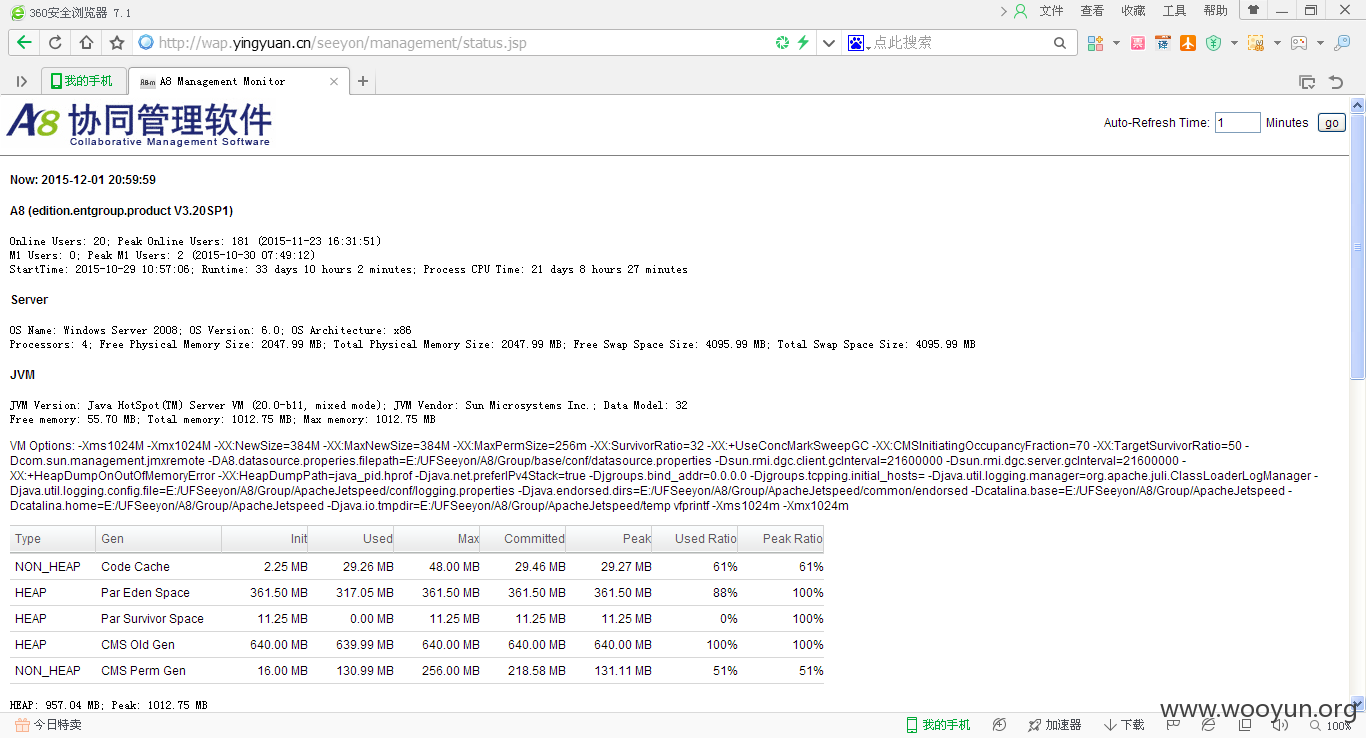 360安全浏览器 7.1
文件 查看 收藏 工具 帮助
http://wap.yingyuan.cn/seeyon/management/status.jsp
点此搜索
我的手机
A8 Management Monitor
A8 协同管理软件
Collaborative Management Software
Auto-Refresh Time: 1 Minutes go
Now: 2015-12-01 20:59:59
A8 (edition.entgroup.product V3.20SP1)
Online Users: 20; Peak Online Users: 181 (2015-11-23 16:31:51)
M1 Users: 0; Peak M1 Users: 2 (2015-10-30 07:49:12)
StartTime: 2015-10-29 10:57:06; Runtime: 33 days 10 hours 2 minutes; Process CPU Time: 21 days 8 hours 27 minutes
Server
OS Name: Windows Server 2008; OS Version: 6.0; OS Architecture: x86
Processors: 4; Free Physical Memory Size: 2047.99 MB; Total Physical Memory Size: 2047.99 MB; Free Swap Space Size: 4095.99 MB; Total Swap Space Size: 4095.99 MB
JVM
JVM Version: Java HotSpot(TM) Server VM (20.0-b11, mixed mode); JVM Vendor: Sun Microsystems Inc.; Data Model: 32
Free memory: 55.70 MB; Total memory: 1012.75 MB; Max memory: 1012.75 MB
VM Options: -Xms1024M -Xmx1024M -XX:NewSize=384M -XX:MaxNewSize=384M -XX:MaxPermSize=256m -XX:SurvivorRatio=32 -XX:+UseConcMarkSweepGC -XX:CMSInitiatingOccupancyFraction=70 -XX:TargetSurvivorRatio=50 -
Dcom.sun.management.jmxremote -DA8.datasource.properies.filepath=E:/UFSeeyon/A8/Group/base/conf/datasource.properties -Dsun.rmi.dgc.client.gcInterval=21600000 -Dsun.rmi.dgc.server.gcInterval=21600000 -
XX:+HeapDumpOnOutOfMemoryError -XX:HeapDumpPath=java_pid.hprof -Djava.net.preferIPv4Stack=true -Djgroups.bind_addr=0.0.0.0 -Djgroups.tcpping.initial_hosts= -Djava.util.logging.manager=org.apache.juli.ClassLoaderLogManager -
Djava.util.logging.config.file=E:/UFSeeyon/A8/Group/ApacheJetspeed/conf/logging.properties -Djava.endorsed.dirs=E:/UFSeeyon/A8/Group/ApacheJetspeed/common/endorsed -Dcatalina.base=E:/UFSeeyon/A8/Group/ApacheJetspeed -
Dcatalina.home=E:/UFSeeyon/A8/Group/ApacheJetspeed -Djava.io.tmpdir=E:/UFSeeyon/A8/Group/ApacheJetspeed/temp vfprintf -Xms1024m -Xmx1024m
Type Gen Init Used Max Committed Peak Used Ratio Peak Ratio
NON_HEAP Code Cache 2.25 MB 29.26 MB 48.00 MB 29.46 MB 29.27 MB 61% 61%
HEAP Par Eden Space 361.50 MB 317.05 MB 361.50 MB 361.50 MB 361.50 MB 88% 100%
HEAP Par Survivor Space 11.25 MB 0.00 MB 11.25 MB 11.25 MB 11.25 MB 0% 100%
HEAP CMS Old Gen 640.00 MB 639.99 MB 640.00 MB 640.00 MB 640.00 MB 100% 100%
NON_HEAP CMS Perm Gen 16.00 MB 130.99 MB 256.00 MB 218.58 MB 131.11 MB 51% 51%
HEAP: 957.04 MB; Peak: 1012.75 MB
www.wooyun.org
今日特卖 我的手机 加速器 下载 100%